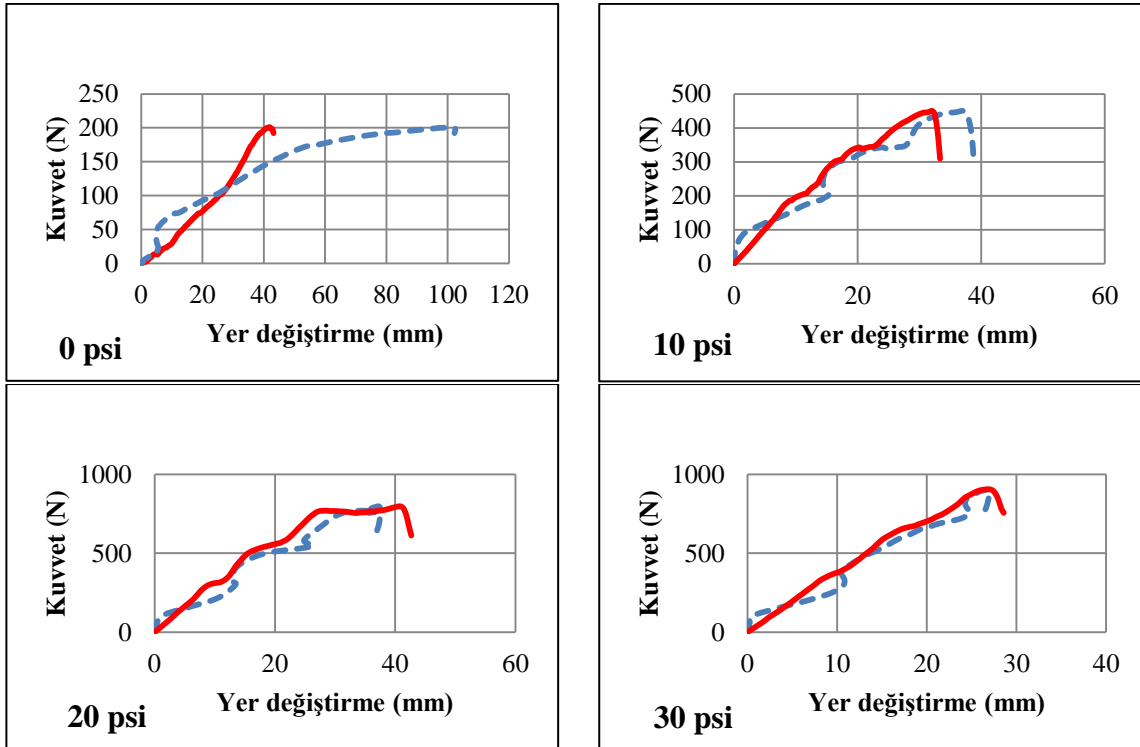 250
200
150
100
50
0
Kuvvet (N)
0 20 40 60 80 100 120
Yer değiştirme (mm)
0 psi
500
400
300
200
100
0
Kuvvet (N)
0 20 40 60
Yer değiştirme (mm)
10 psi
1000
500
0
Kuvvet (N)
0 20 40 60
Yer değiştirme (mm)
20 psi
1000
500
0
Kuvvet (N)
0 10 20 30 40
Yer değiştirme (mm)
30 psi